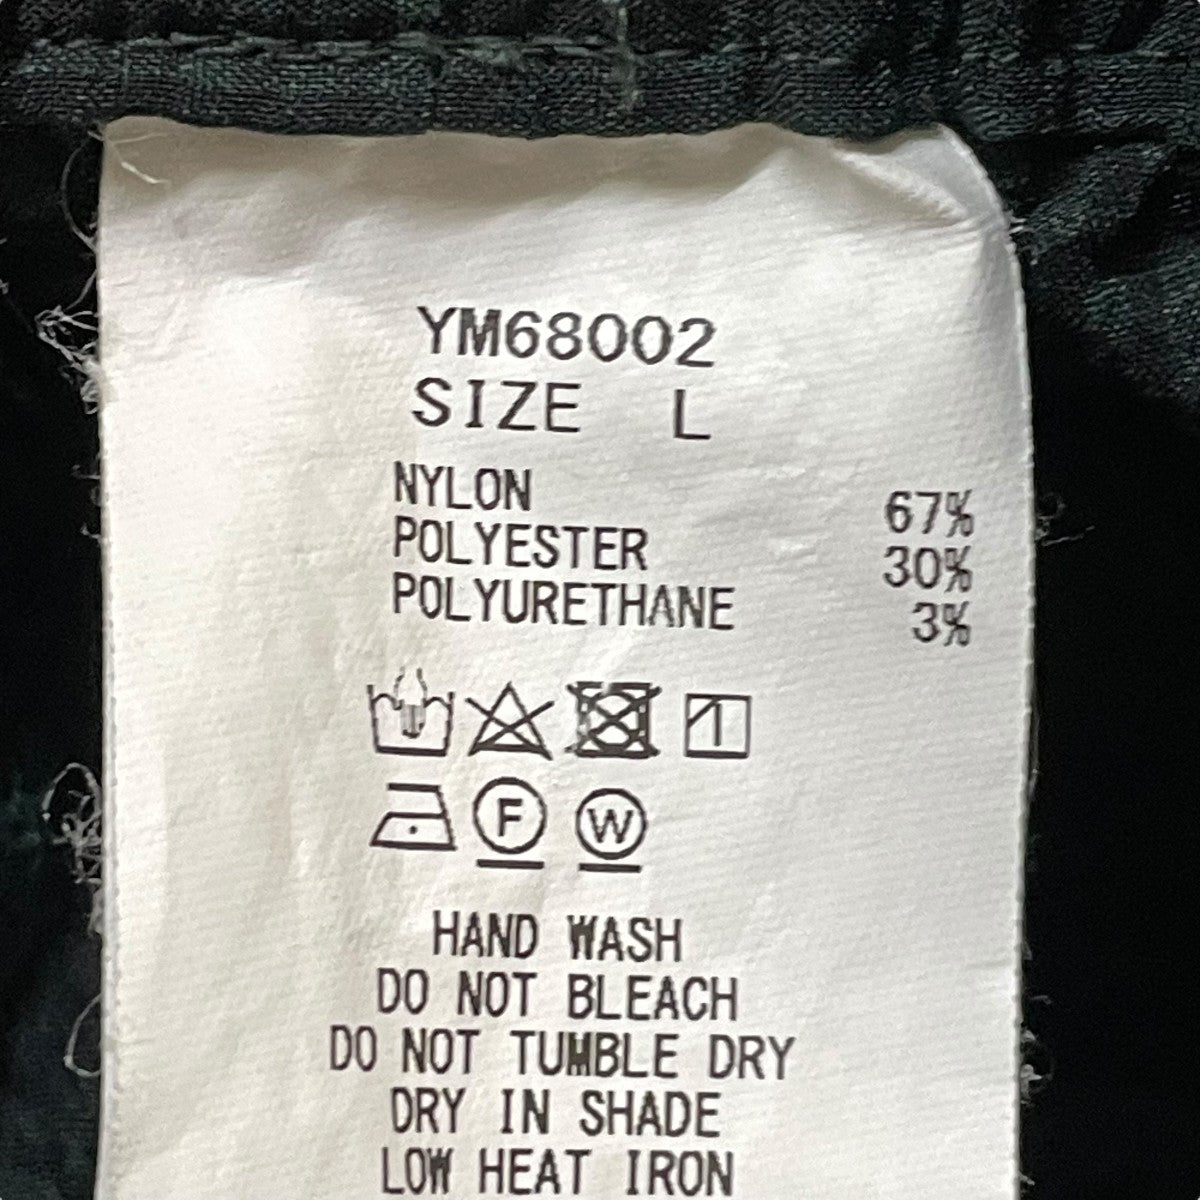 YM68002
SIZE L
NYLON 67%
POLYESTER 30%
POLYURETHANE 3%
F W
HAND WASH
DO NOT BLEACH
DO NOT TUMBLE DRY
DRY IN SHADE
LOW HEAT IRON